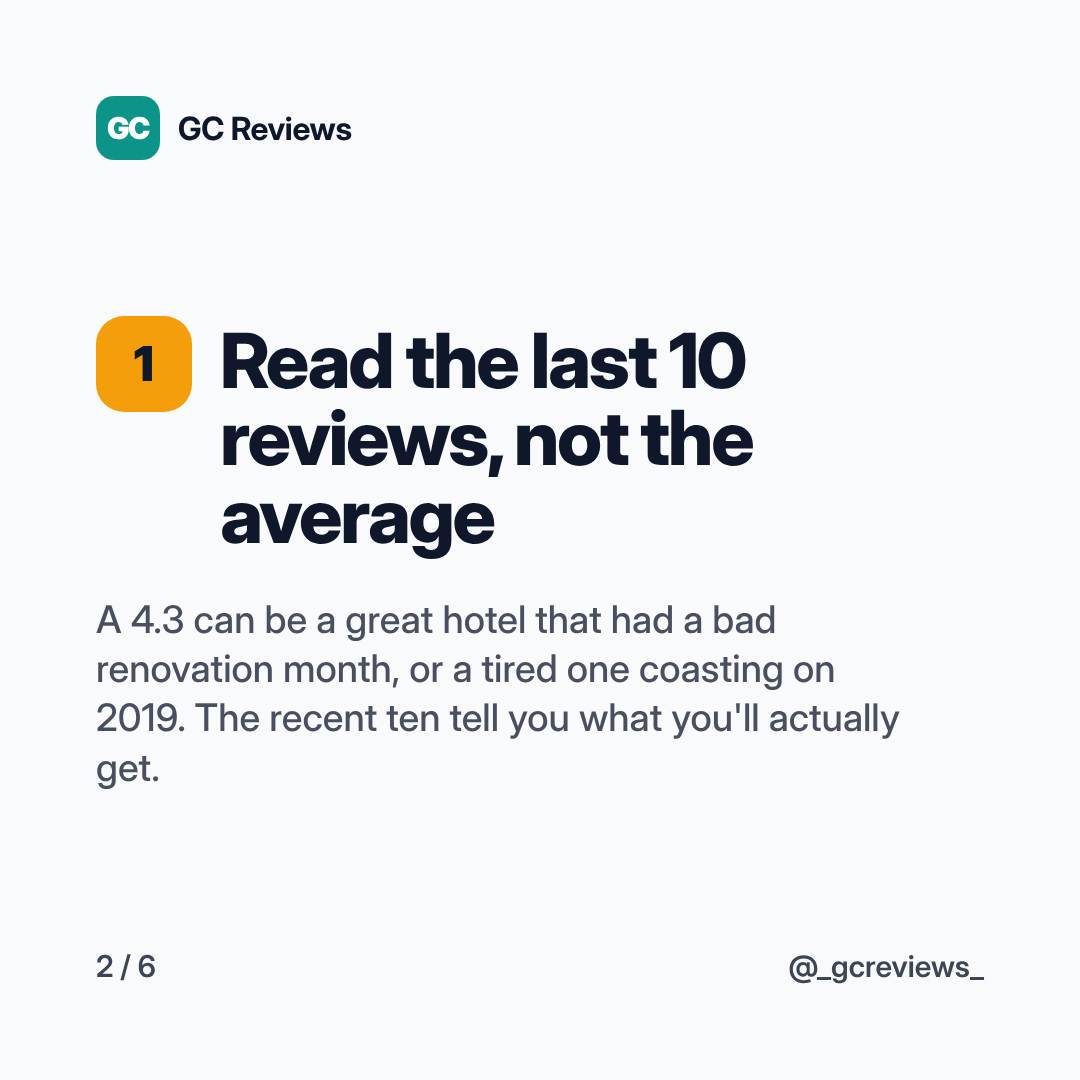 GC
GC Reviews
1
Read the last 10
reviews, not the
average
A 4.3 can be a great hotel that had a bad
renovation month, or a tired one coasting on
2019. The recent ten tell you what you'll actually
get.
2 / 6
@_gcreviews_